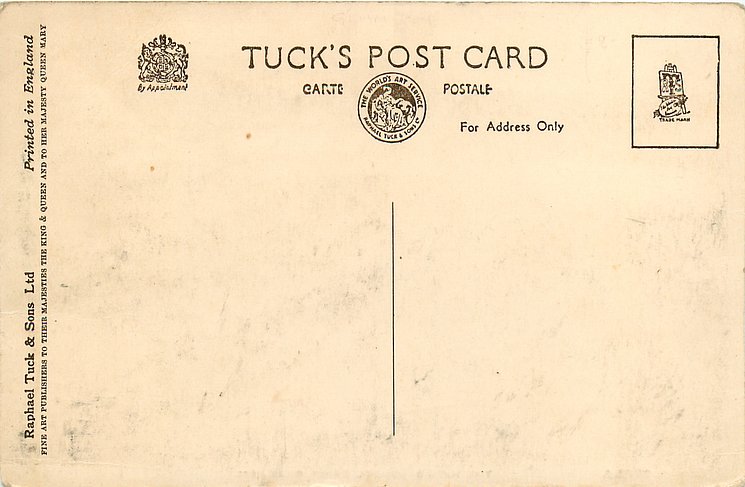 TUCK'S POST CARD
CARTE POSTALE
By Appointment
THE WORLD'S ART SERVICE
RAPHAEL TUCK & SONS LD
For Address Only
TRADE MARK
Raphael Tuck & Sons Ltd Printed in England
FINE ART PUBLISHERS TO THEIR MAJESTIES THE KING & QUEEN AND TO HER MAJESTY QUEEN MARY